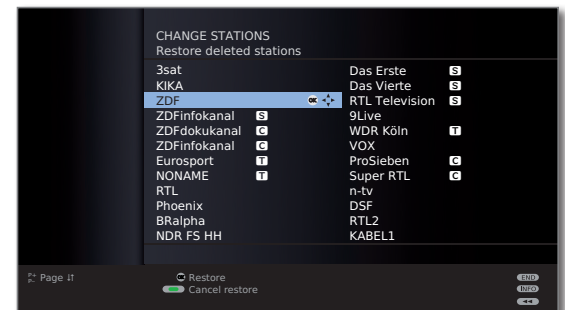 CHANGE STATIONS
Restore deleted stations
3sat
KIKA
ZDF OK
ZDFinfokanal S
ZDFdokukanal C
ZDFinfokanal C
Eurosport T
NONAME T
RTL
Phoenix
BRalpha
NDR FS HH
Das Erste S
Das Vierte S
RTL Television S
9Live
WDR Köln T
VOX
ProSieben C
Super RTL C
n-tv
DSF
RTL2
KABEL1
P+
P- Page
OK Restore
Cancel restore
END
INFO